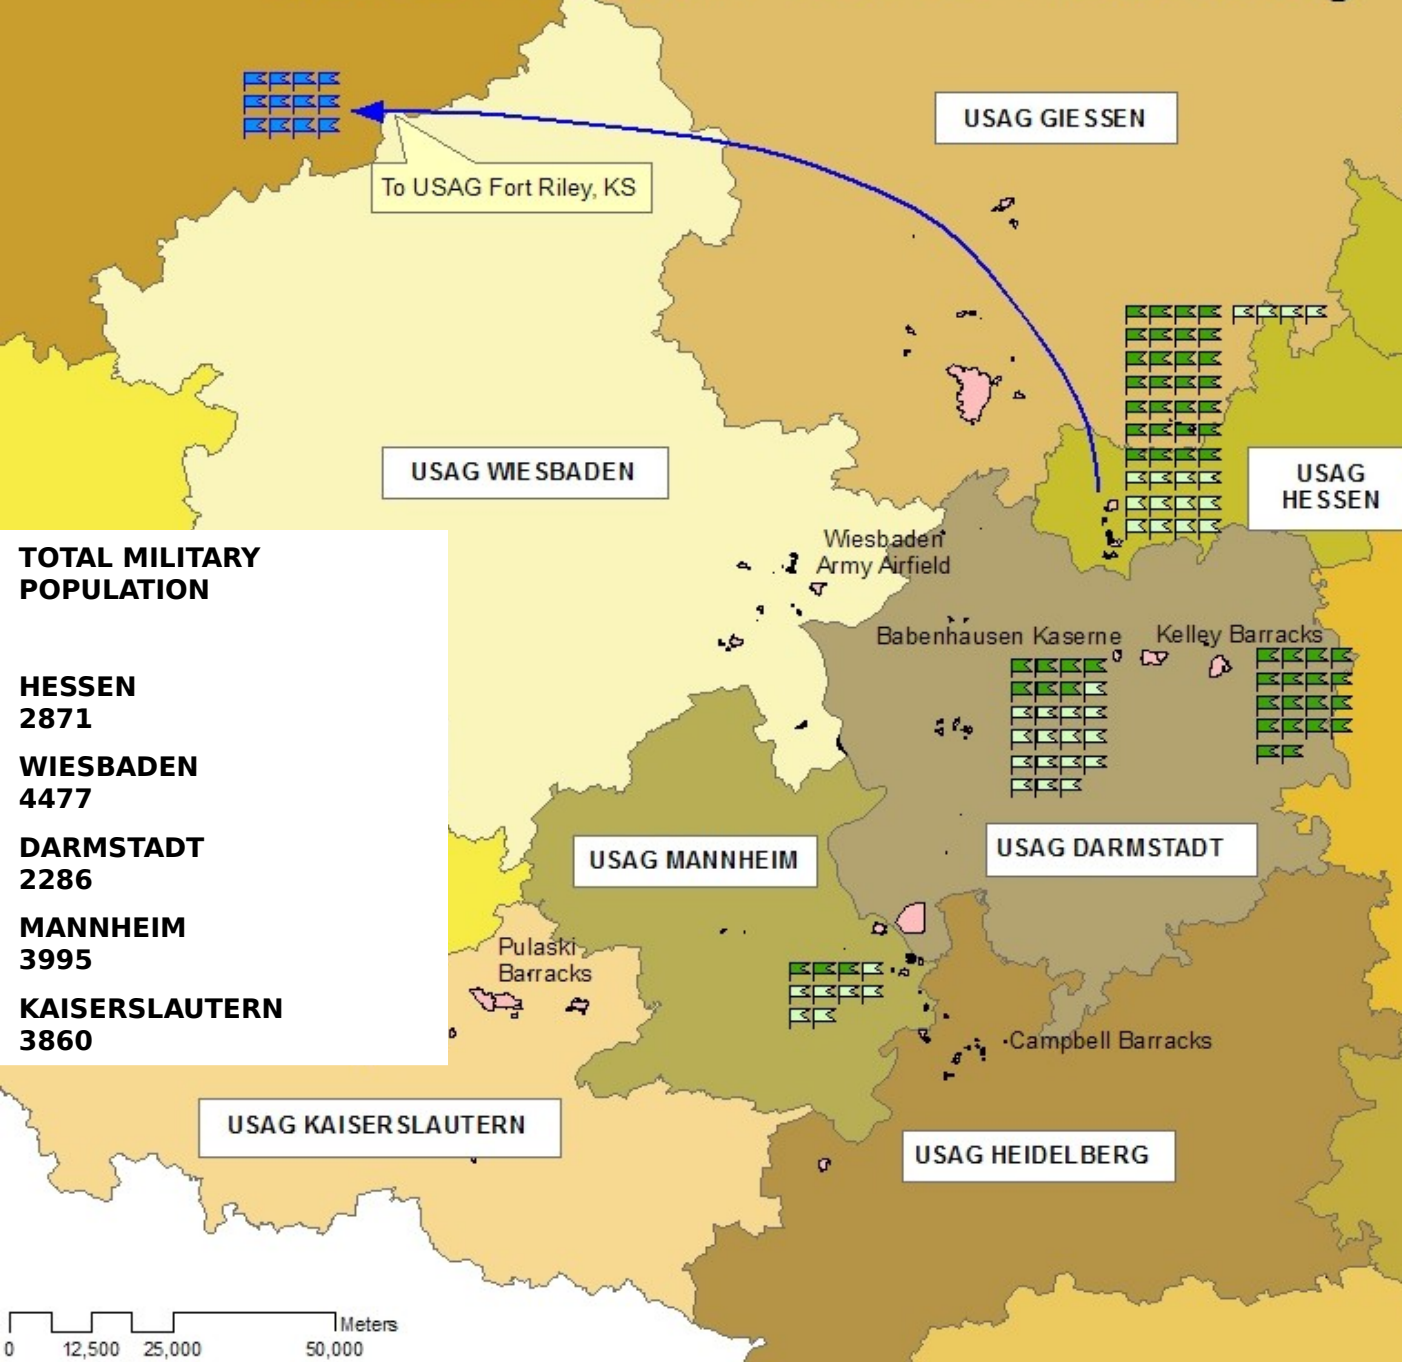 USAG GIESSEN
To USAG Fort Riley, KS
USAG WIESBADEN
USAG
HESSEN
Wiesbaden
Army Airfield
TOTAL MILITARY
POPULATION
HESSEN
2871
WIESBADEN
4477
DARMSTADT
2286
MANNHEIM
3995
KAISERSLAUTERN
3860
Babenhausen Kaserne
Kelley Barracks
USAG MANNHEIM
USAG DARMSTADT
Pulaski
Barracks
Campbell Barracks
USAG KAISERSLAUTERN
USAG HEIDELBERG
Meters
0 12,500 25,000 50,000